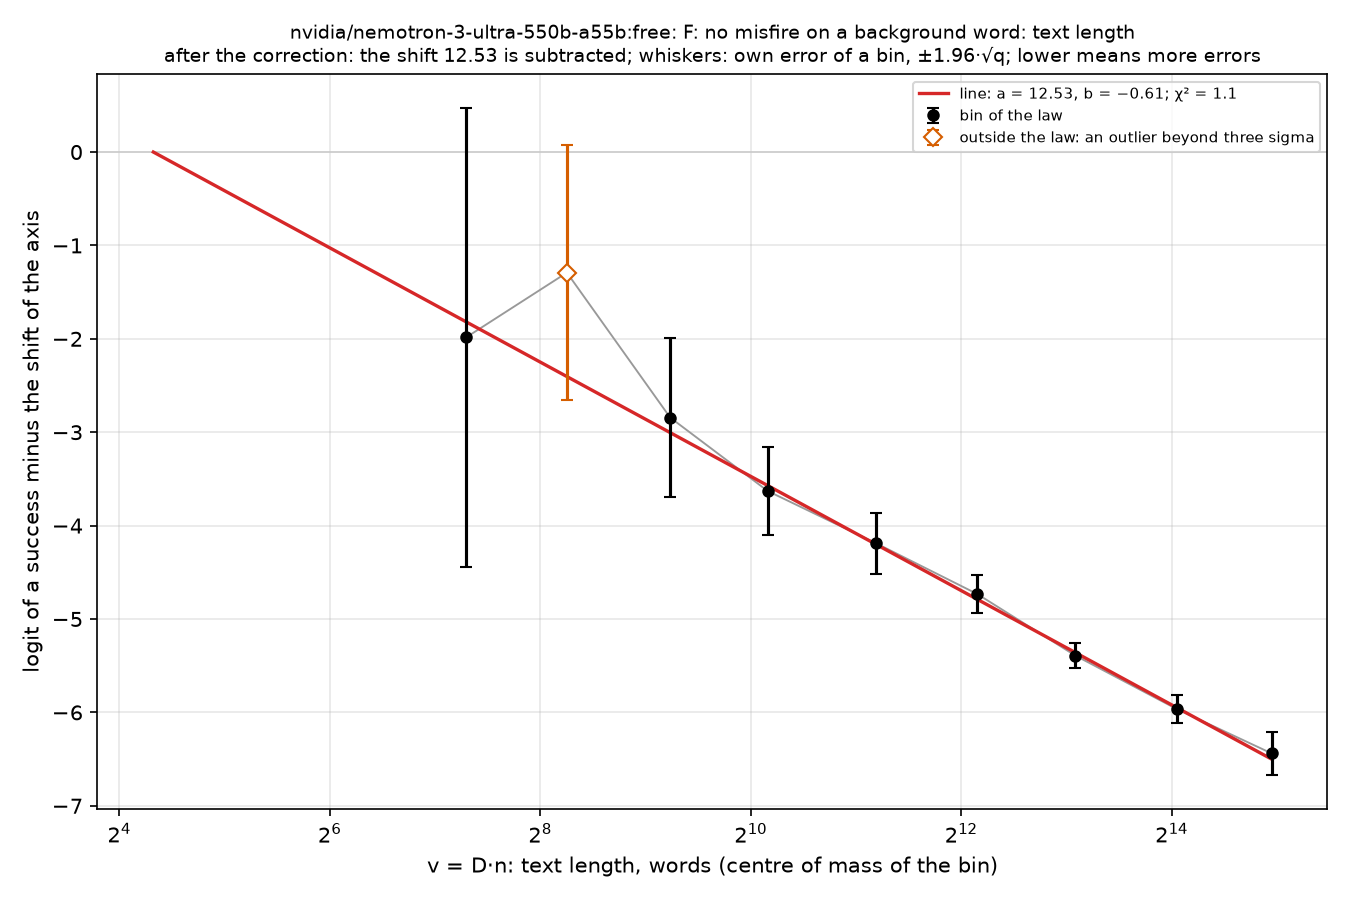 nvidia/nemotron-3-ultra-550b-a55b:free: F: no misfire on a background word: text length
after the correction: the shift 12.53 is subtracted; whiskers: own error of a bin, ±1.96·√q; lower means more errors
line: a = 12.53, b = −0.61; χ² = 1.1
bin of the law
outside the law: an outlier beyond three sigma
logit of a success minus the shift of the axis
0
−1
−2
−3
−4
−5
−6
−7
2⁴
2⁶
2⁸
2¹⁰
2¹²
2¹⁴
v = D·n: text length, words (centre of mass of the bin)